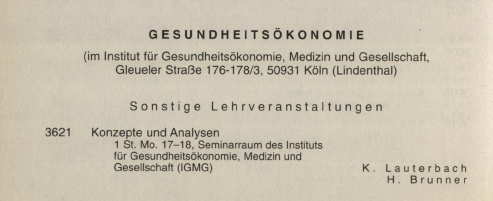 GESUNDHEITSÖKONOMIE
(im Institut für Gesundheitsökonomie, Medizin und Gesellschaft,
Gleueler Straße 176-178/3, 50931 Köln (Lindenthal)
Sonstige Lehrveranstaltungen
3621 Konzepte und Analysen
1 St. Mo. 17–18, Seminarraum des Instituts
für Gesundheitsökonomie, Medizin und
Gesellschaft (IGMG)
K. Lauterbach
H. Brunner